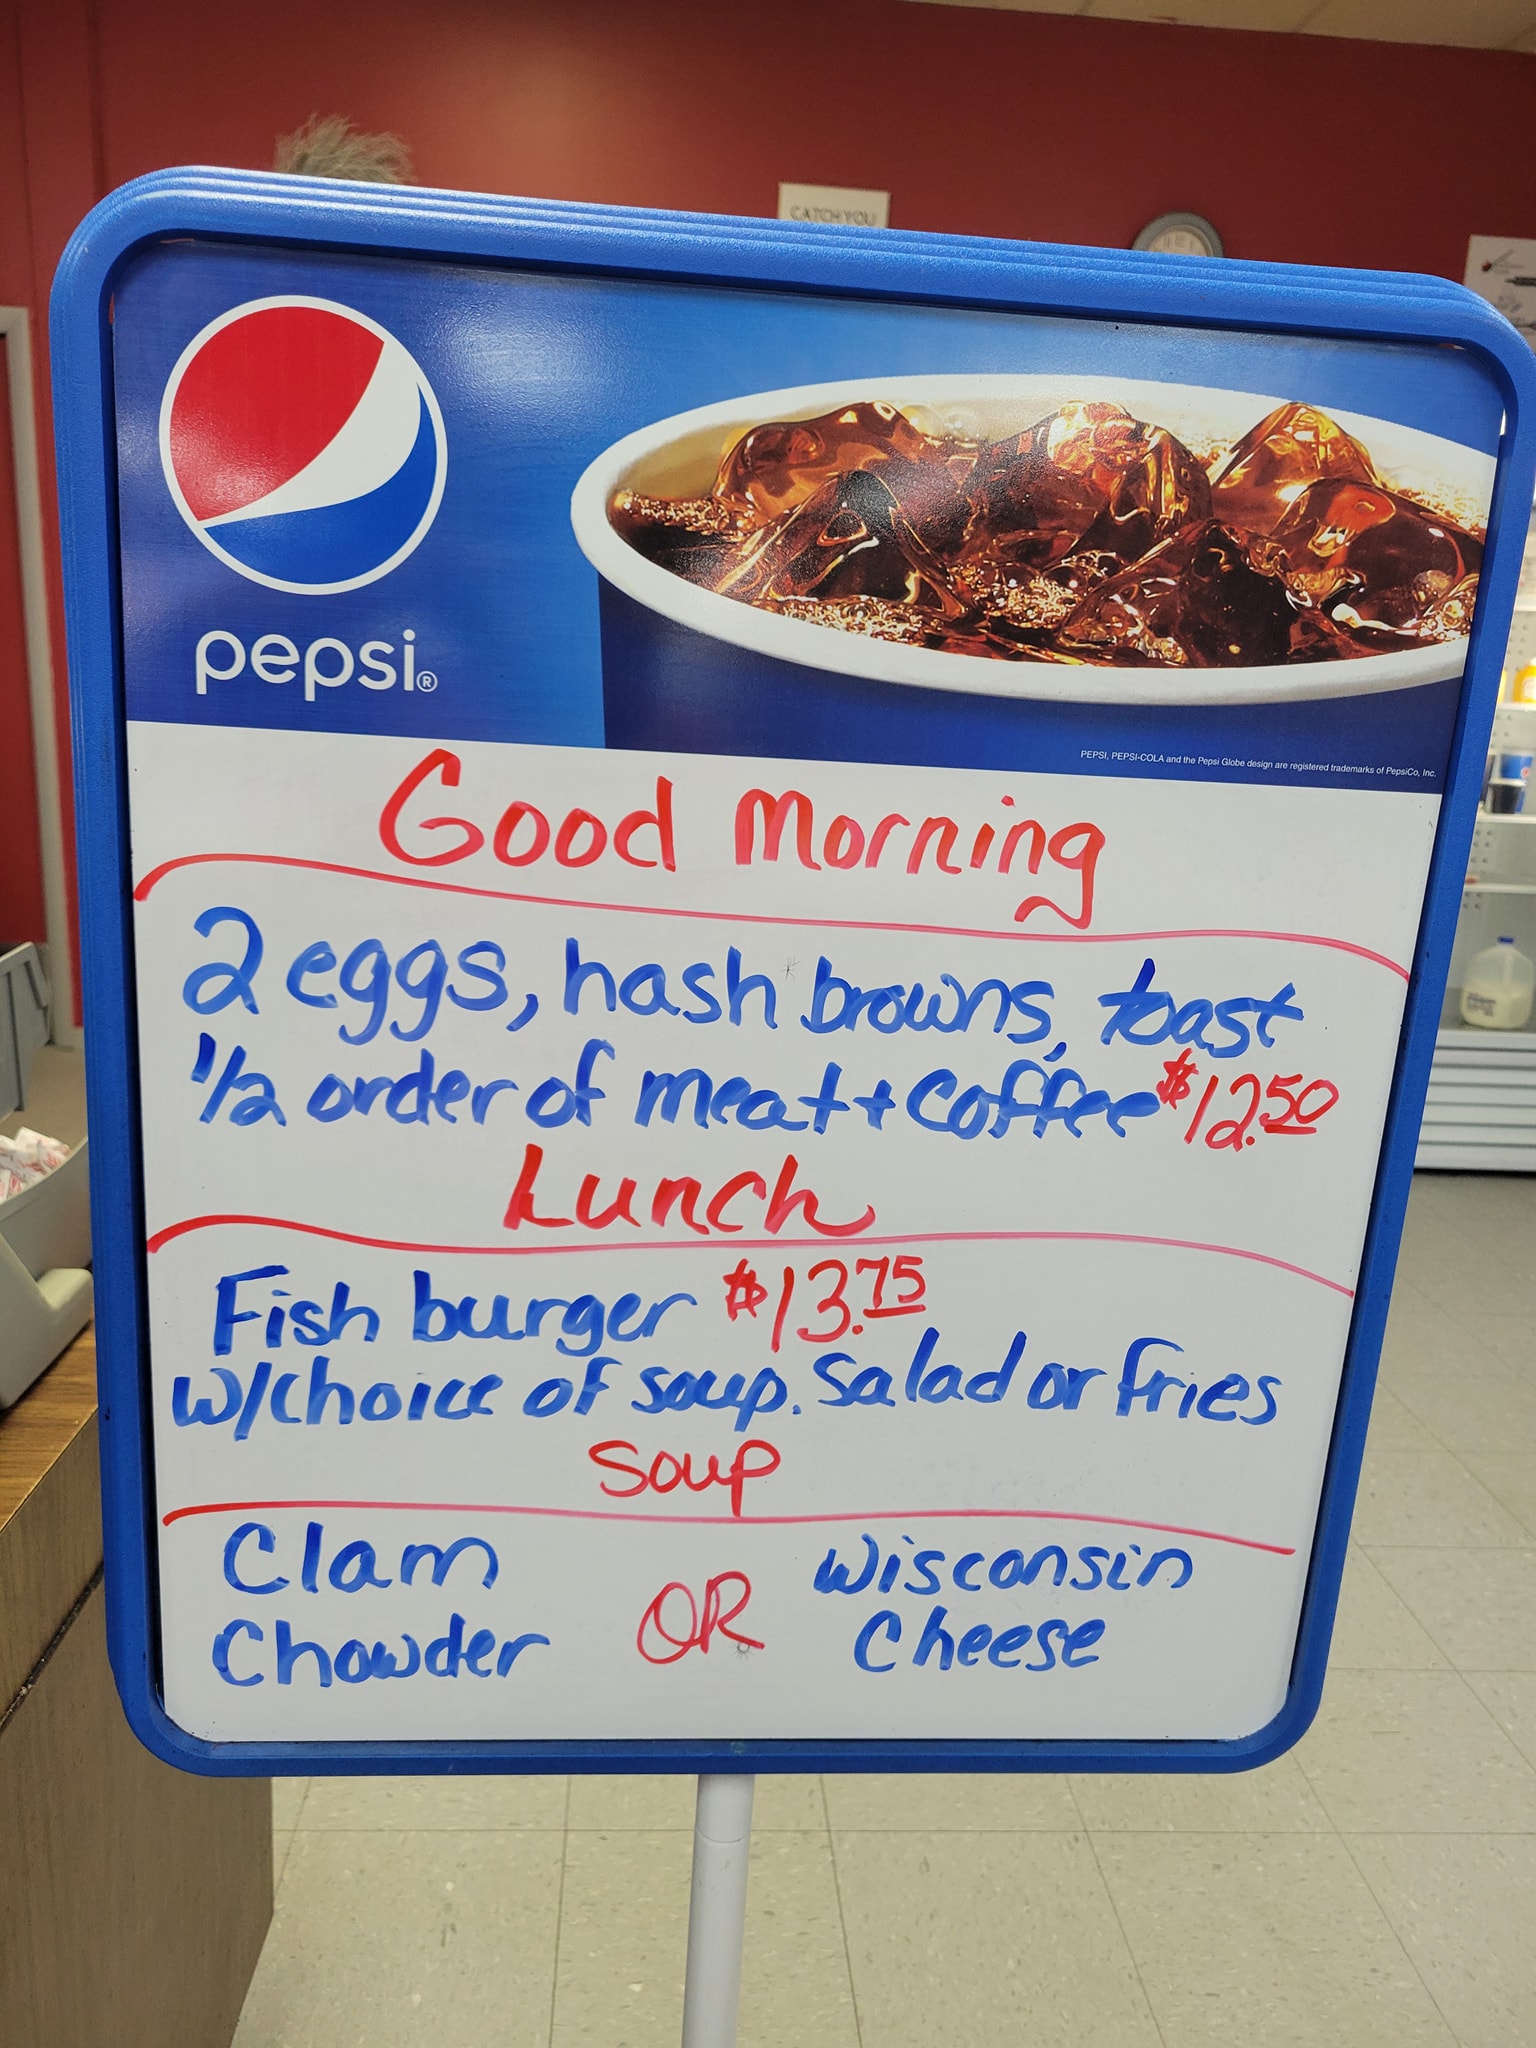 CATCH YOU
pepsi®
PEPSI, PEPSI-COLA and the Pepsi Globe design are registered trademarks of PepsiCo, Inc.
Good Morning
2 eggs, hash browns, toast
1/2 order of meat + Coffee $12.50
Lunch
Fish burger $13.75
w/choice of soup. Salad or fries
Soup
Clam Chowder
OR
Wisconsin Cheese